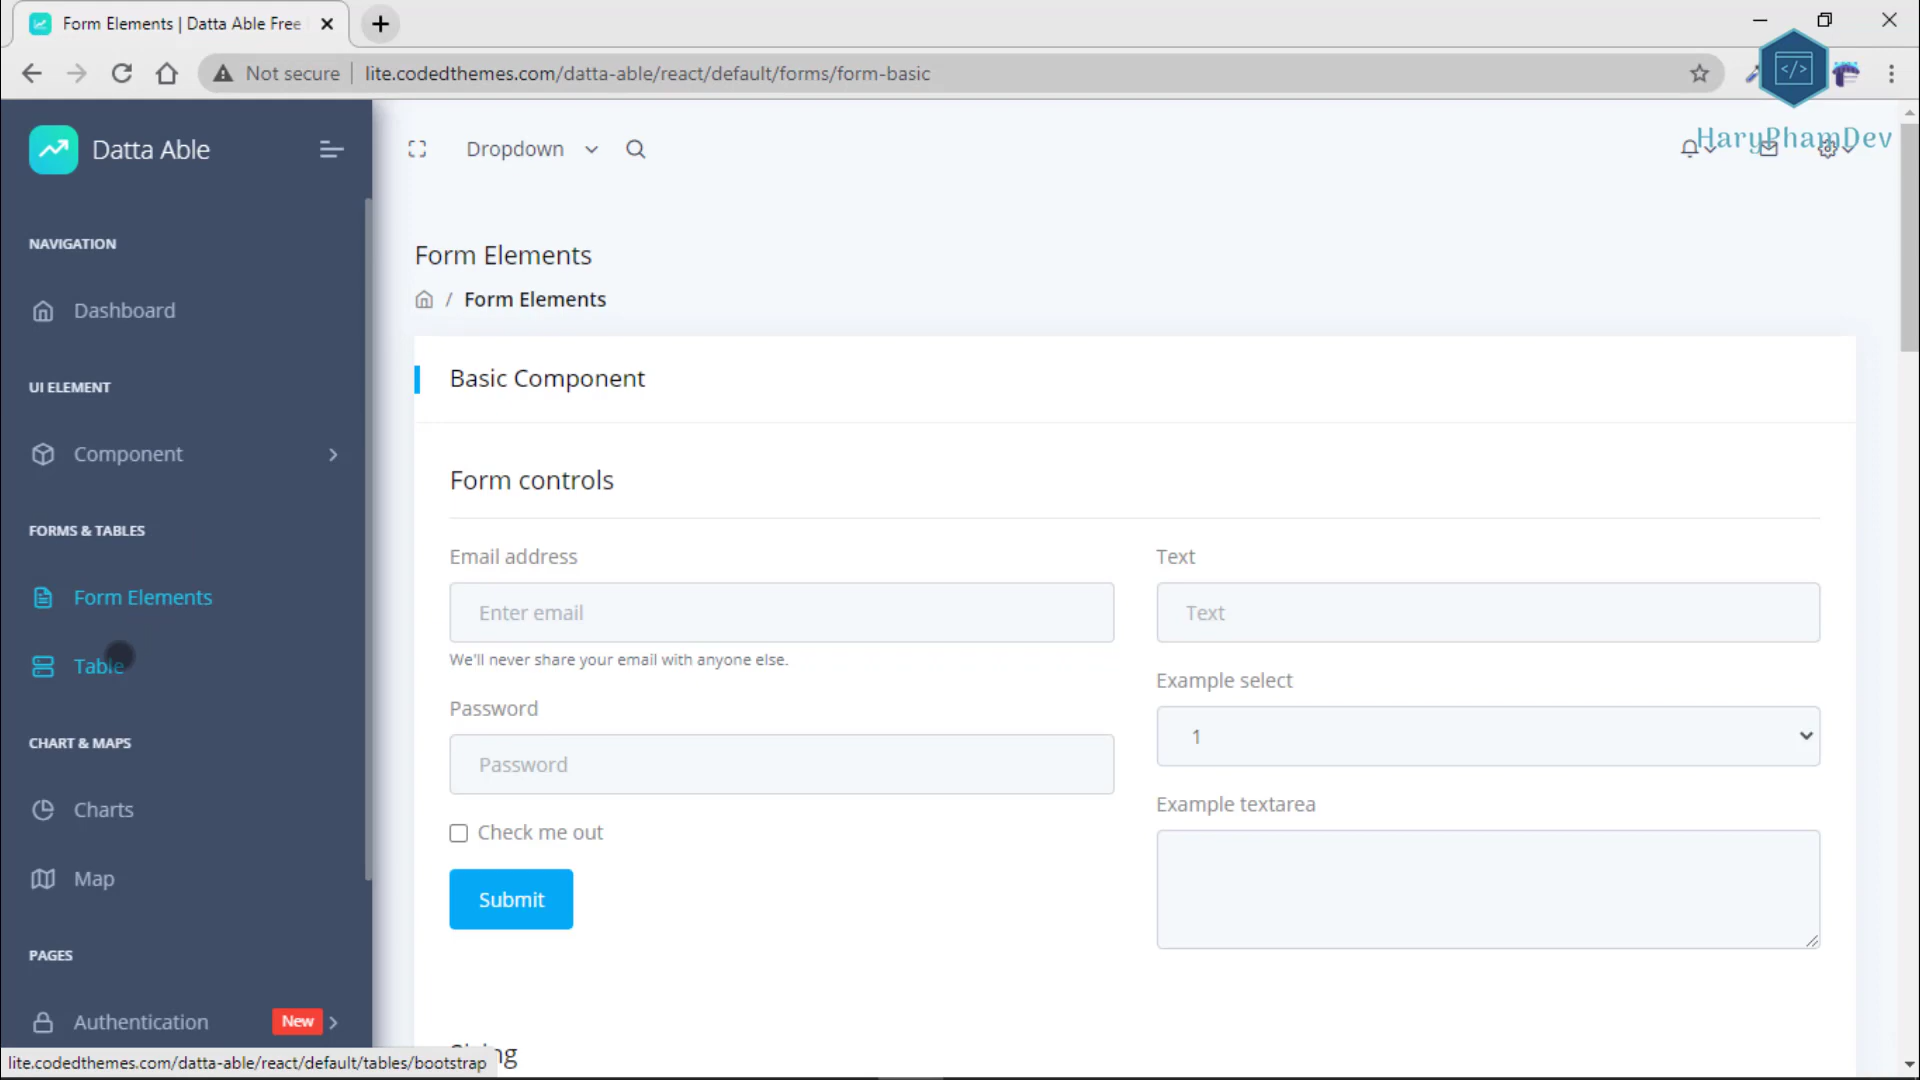 Form Elements | Datta Able Free
Not secure
lite.codedthemes.com/datta-able/react/default/forms/form-basic
</>
HaryPhamDev
Datta Able
Dropdown
NAVIGATION
Dashboard
UI ELEMENT
Component
FORMS & TABLES
Form Elements
Table
CHART & MAPS
Charts
Map
PAGES
Authentication
New
lite.codedthemes.com/datta-able/react/default/tables/bootstrap
Form Elements
/ Form Elements
Basic Component
Form controls
Email address
Enter email
We'll never share your email with anyone else.
Password
Password
Check me out
Submit
Text
Text
Example select
1
Example textarea